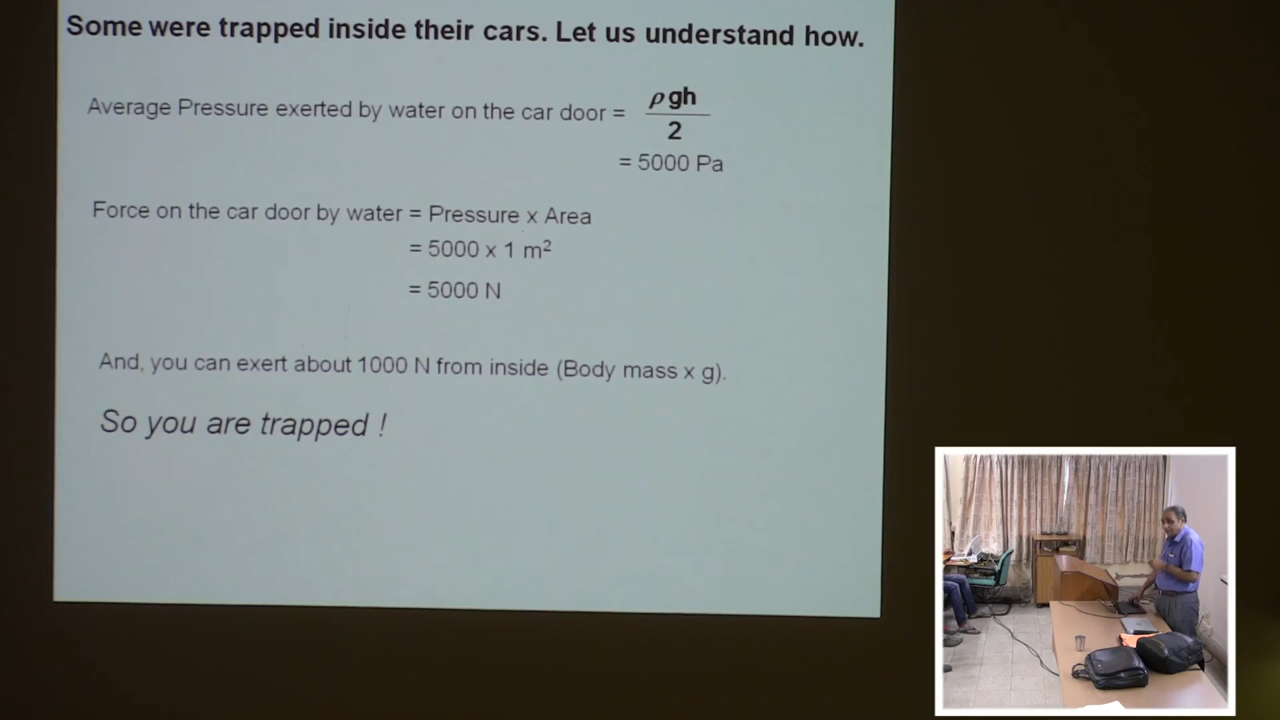 Some were trapped inside their cars. Let us understand how.
Average Pressure exerted by water on the car door = ρgh
2
= 5000 Pa
Force on the car door by water = Pressure x Area
= 5000 x 1 m²
= 5000 N
And, you can exert about 1000 N from inside (Body mass x g).
So you are trapped !